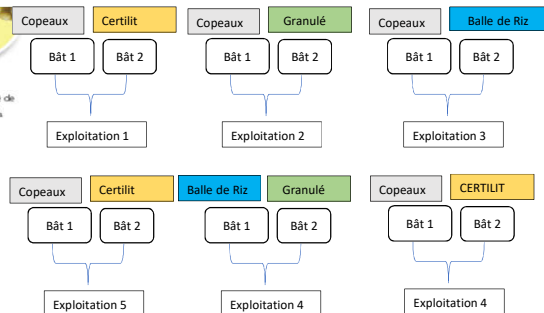 Copeaux Certilit
Bât 1 Bât 2
Exploitation 1
Copeaux Granulé
Bât 1 Bât 2
Exploitation 2
Copeaux Balle de Riz
Bât 1 Bât 2
Exploitation 3
de
Copeaux Certilit
Bât 1 Bât 2
Exploitation 5
Balle de Riz Granulé
Bât 1 Bât 2
Exploitation 4
Copeaux CERTILIT
Bât 1 Bât 2
Exploitation 4